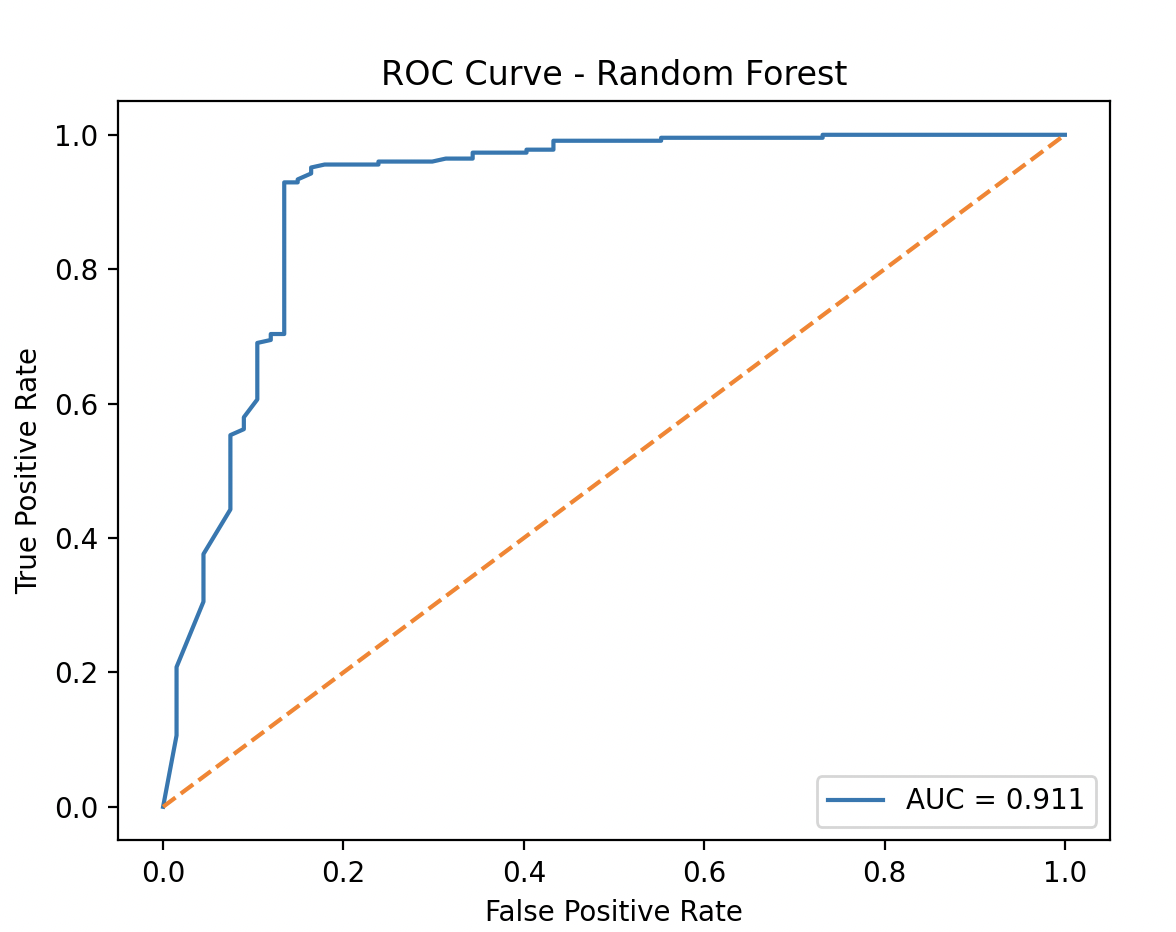 ROC Curve - Random Forest
True Positive Rate
1.0
0.8
0.6
0.4
0.2
0.0
AUC = 0.911
0.0 0.2 0.4 0.6 0.8 1.0
False Positive Rate